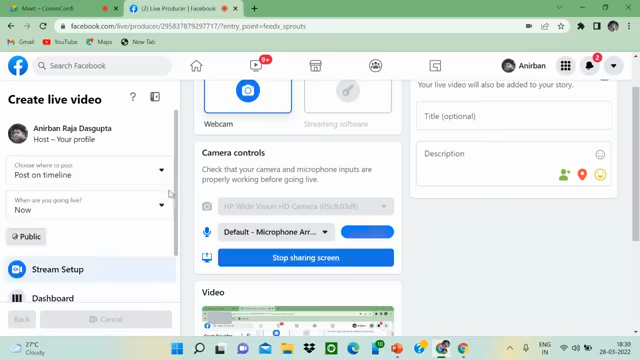 Meet – CommConfi
(2) Live Producer | Facebook
facebook.com/live/producer/295837879297717/?entry_point=feedx_sprouts
Gmail
YouTube
Maps
New Tab
Search Facebook
9+
Anirban
2
Create live video
Anirban Raja Dasgupta
Host – Your profile
Choose where to post
Post on timeline
When are you going live?
Now
Public
Stream Setup
Dashboard
Back
Cancel
Webcam
Streaming software
Camera controls
Check that your camera and microphone inputs are
properly working before going live.
HP Wide Vision HD Camera (05c8:03df)
Default - Microphone Arr...
Stop sharing screen
Video
Your live video will also be added to your story.
Title (optional)
Description
27°C
Cloudy
10
ENG
IN
18:30
28-03-2022